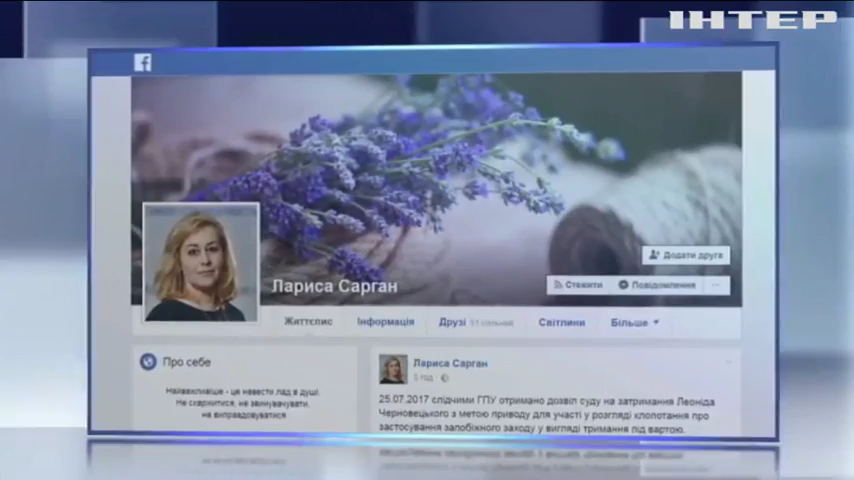 ІНТЕР
f
Додати друга
Лариса Сарган
Стежити
Повідомлення
...
Життєпис
Інформація
Друзі
Світлини
Більше
Про себе
Найважливіше - це навести лад в душі.
Не скаржитися, не звинувачувати,
не виправдовуватися
Лариса Сарган
5 год
25.07.2017 слідчими ГПУ отримано дозвіл суду на затримання Леоніда
Черновецького з метою приводу для участі у розгляді клопотання про
застосування запобіжного заходу у вигляді тримання під вартою.